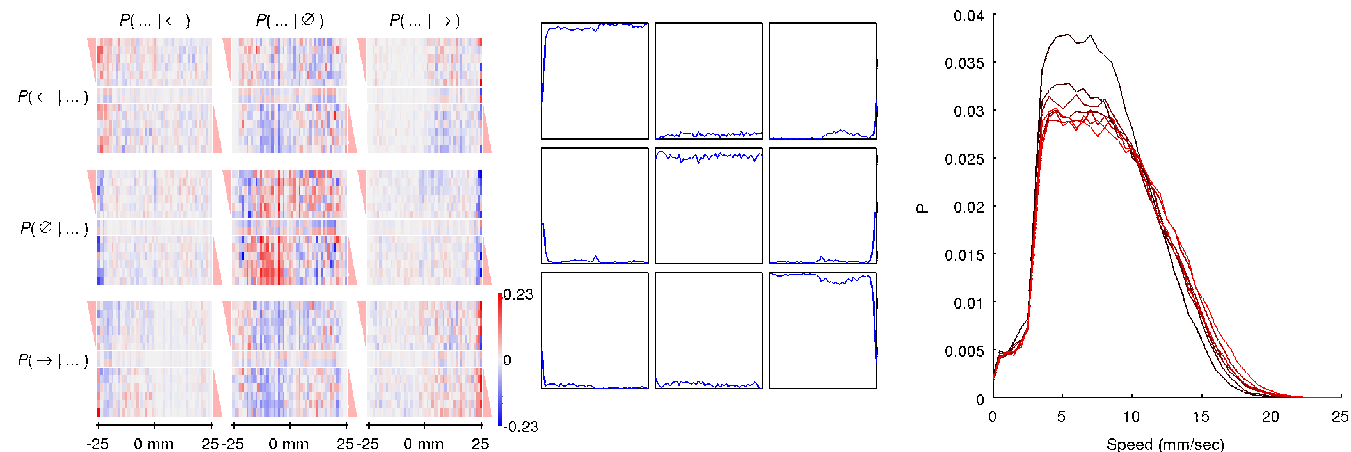 P(... | ← ) P(... | ∅ ) P(... | → )
P( ← | ... )
P( ∅ | ... )
P( → | ... )
0.23
0
-0.23
-25 0 mm 25 -25 0 mm 25 -25 0 mm 25
0.04
0.035
0.03
0.025
0.02
0.015
0.01
0.005
0
P
0 5 10 15 20 25
Speed (mm/sec)